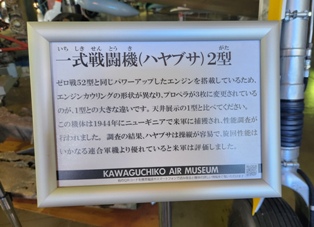 いち しき せん とう き がた
一式戦闘機(ハヤブサ)2型
ゼロ戦52型と同じパワーアップしたエンジンを搭載しているため、
エンジンカウリングの形状が異なり、プロペラが3枚に変更されている
のが、1型との大きな違いです。天井展示の1型と比べてください。
この機体は1944年にニューギニアで米軍に捕獲され、性能調査が
行われました。調査の結果、ハヤブサは操縦が容易で、旋回性能は
いかなる連合軍機より優れていると米軍は評価しました。
KAWAGUCHIKO AIR MUSEUM